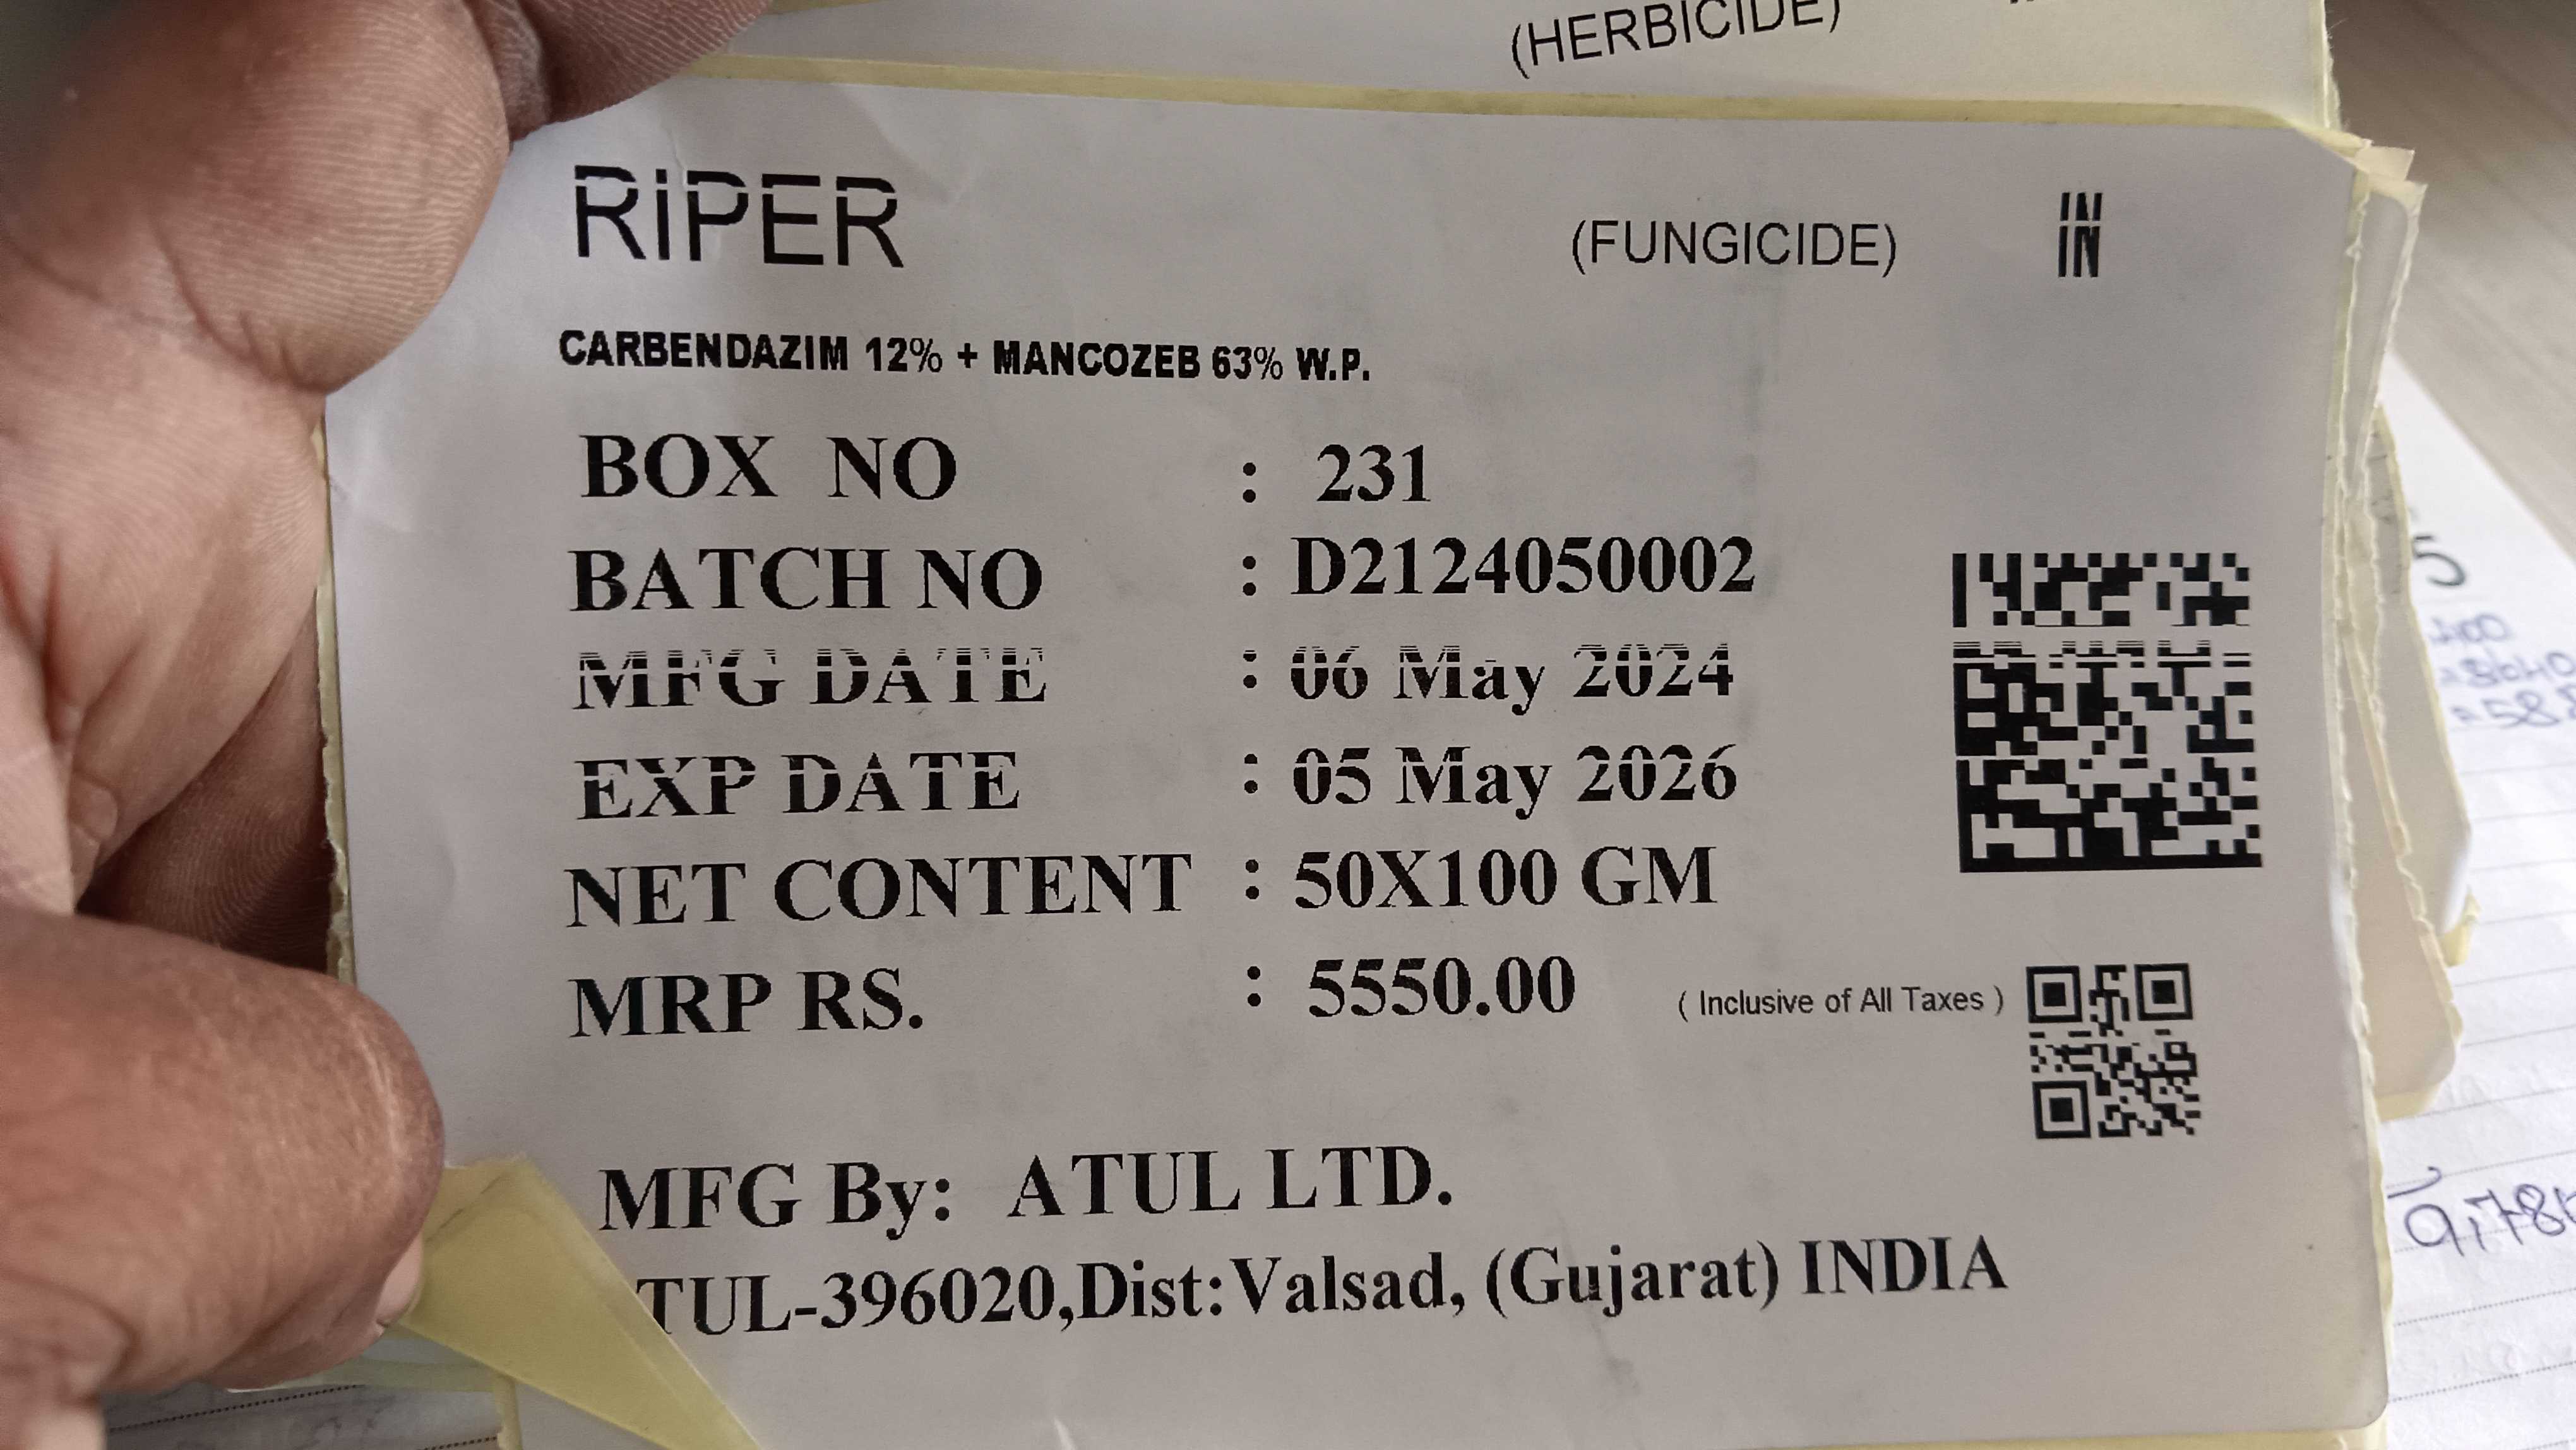 (HERBICIDE)
RiPER
(FUNGICIDE)
IN
CARBENDAZIM 12% + MANCOZEB 63% W.P.
BOX NO : 231
BATCH NO : D2124050002
MFG DATE : 06 May 2024
EXP DATE : 05 May 2026
NET CONTENT : 50X100 GM
MRP RS. : 5550.00 ( Inclusive of All Taxes )
MFG By: ATUL LTD.
TUL-396020,Dist:Valsad, (Gujarat) INDIA
5